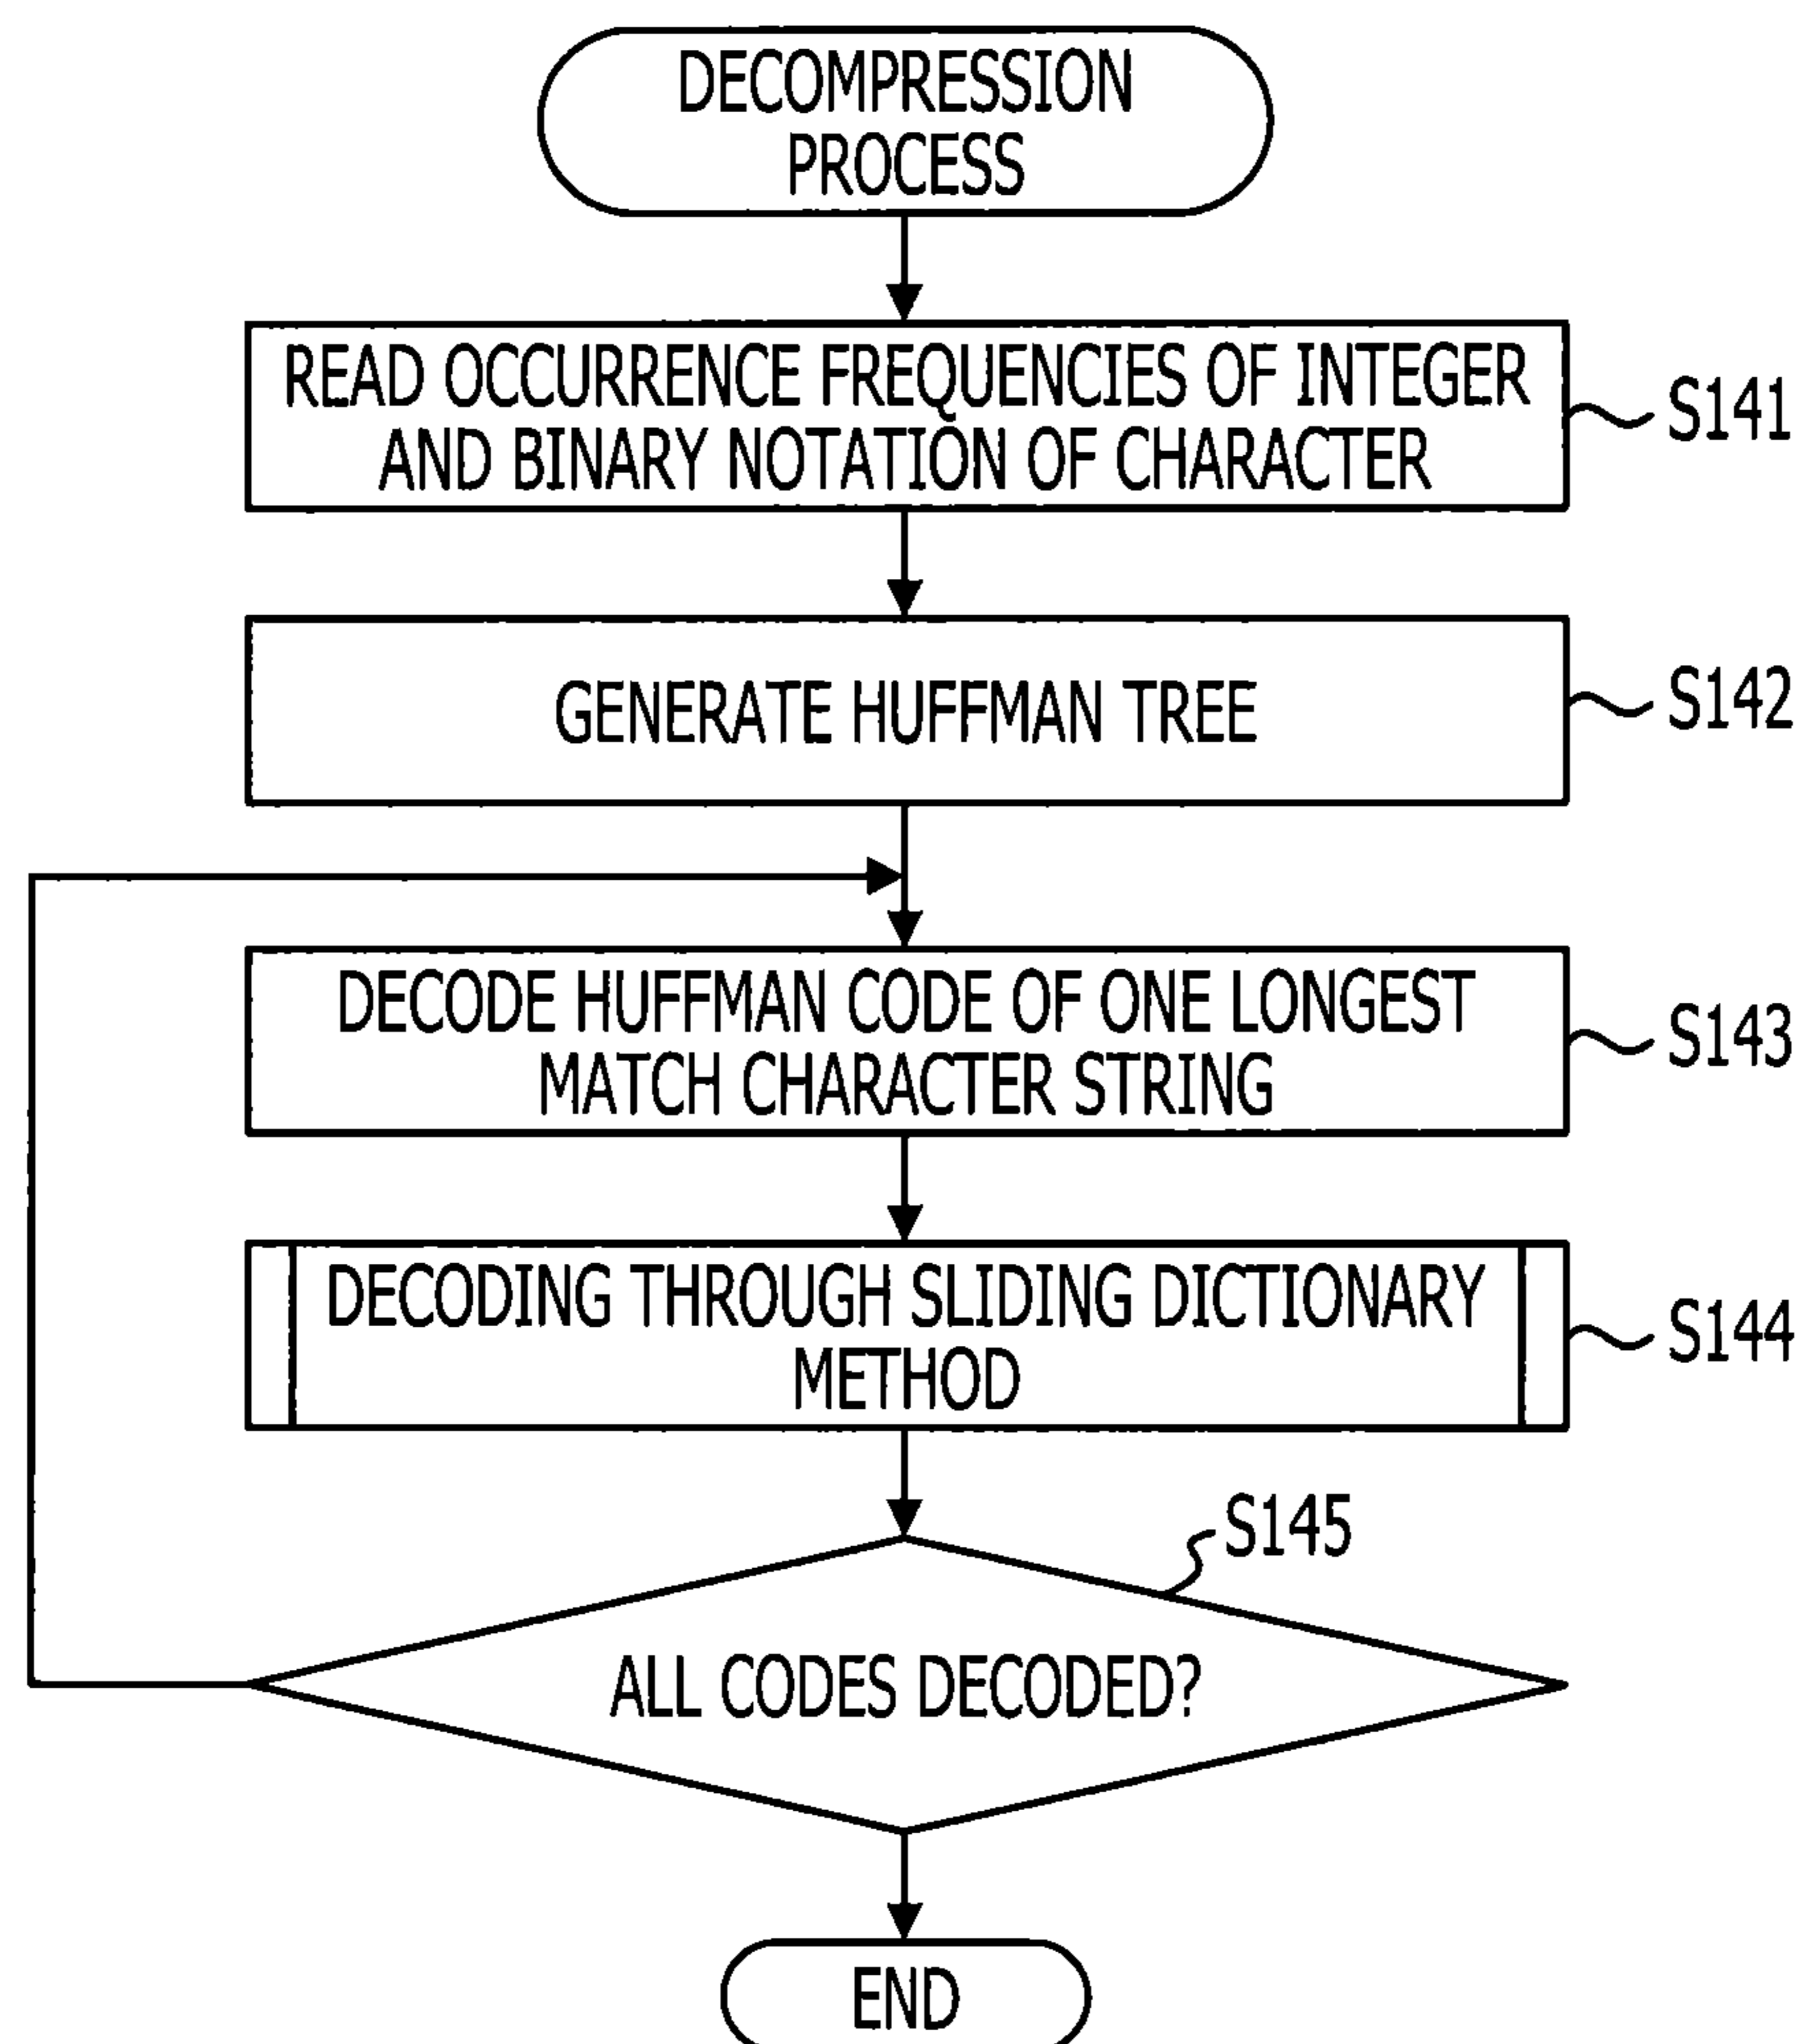 DECOMPRESSION
PROCESS
READ OCCURRENCE FREQUENCIES OF INTEGER
AND BINARY NOTATION OF CHARACTER
S141
GENERATE HUFFMAN TREE
S142
DECODE HUFFMAN CODE OF ONE LONGEST
MATCH CHARACTER STRING
S143
DECODING THROUGH SLIDING DICTIONARY
METHOD
S144
S145
ALL CODES DECODED?
END